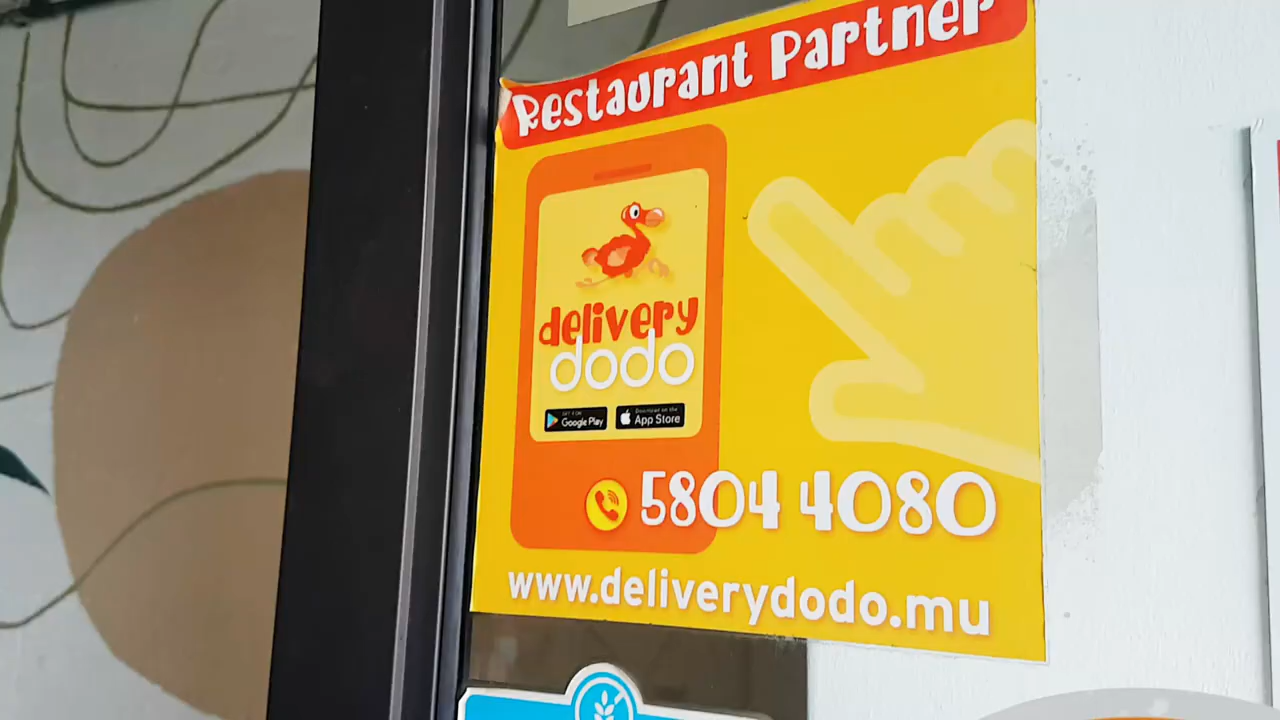 Restaurant Partner
delivery
dodo
GET IT ON
Google Play
Download on the
App Store
5804 4080
www.deliverydodo.mu